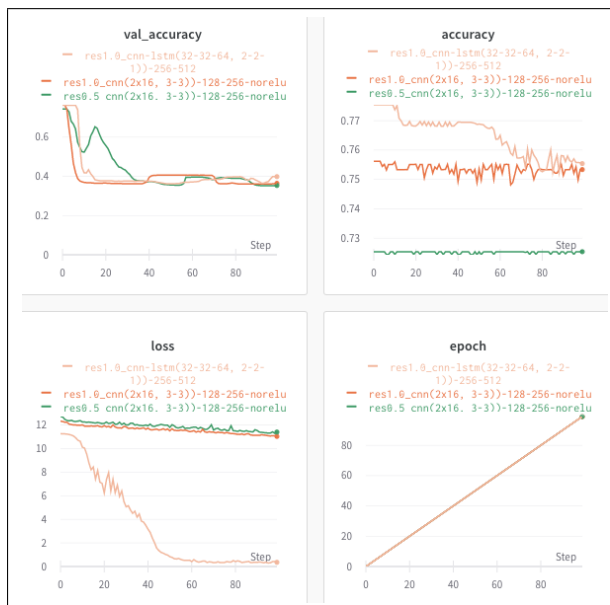 val_accuracy
res1.0_cnn-lstm(32-32-64, 2-2-
1))-256-512
res1.0_cnn(2x16, 3-3))-128-256-norelu
res0.5 cnn(2x16. 3-3))-128-256-norelu
0.6
0.4
0.2
0
Step
0 20 40 60 80
accuracy
res1.0_cnn-lstm(32-32-64, 2-2-
1))-256-512
res1.0_cnn(2x16, 3-3))-128-256-norelu
res0.5_cnn(2x16, 3-3))-128-256-norelu
0.77
0.76
0.75
0.74
0.73
Step
0 20 40 60 80
loss
res1.0_cnn-lstm(32-32-64, 2-2-
1))-256-512
res1.0_cnn(2x16, 3-3))-128-256-norelu
res0.5 cnn(2x16. 3-3))-128-256-norelu
12
10
8
6
4
2
0
Step
0 20 40 60 80
epoch
res1.0_cnn-lstm(32-32-64, 2-2-
1))-256-512
res1.0_cnn(2x16, 3-3))-128-256-norelu
res0.5 cnn(2x16. 3-3))-128-256-norelu
80
60
40
20
0
Step
0 20 40 60 80